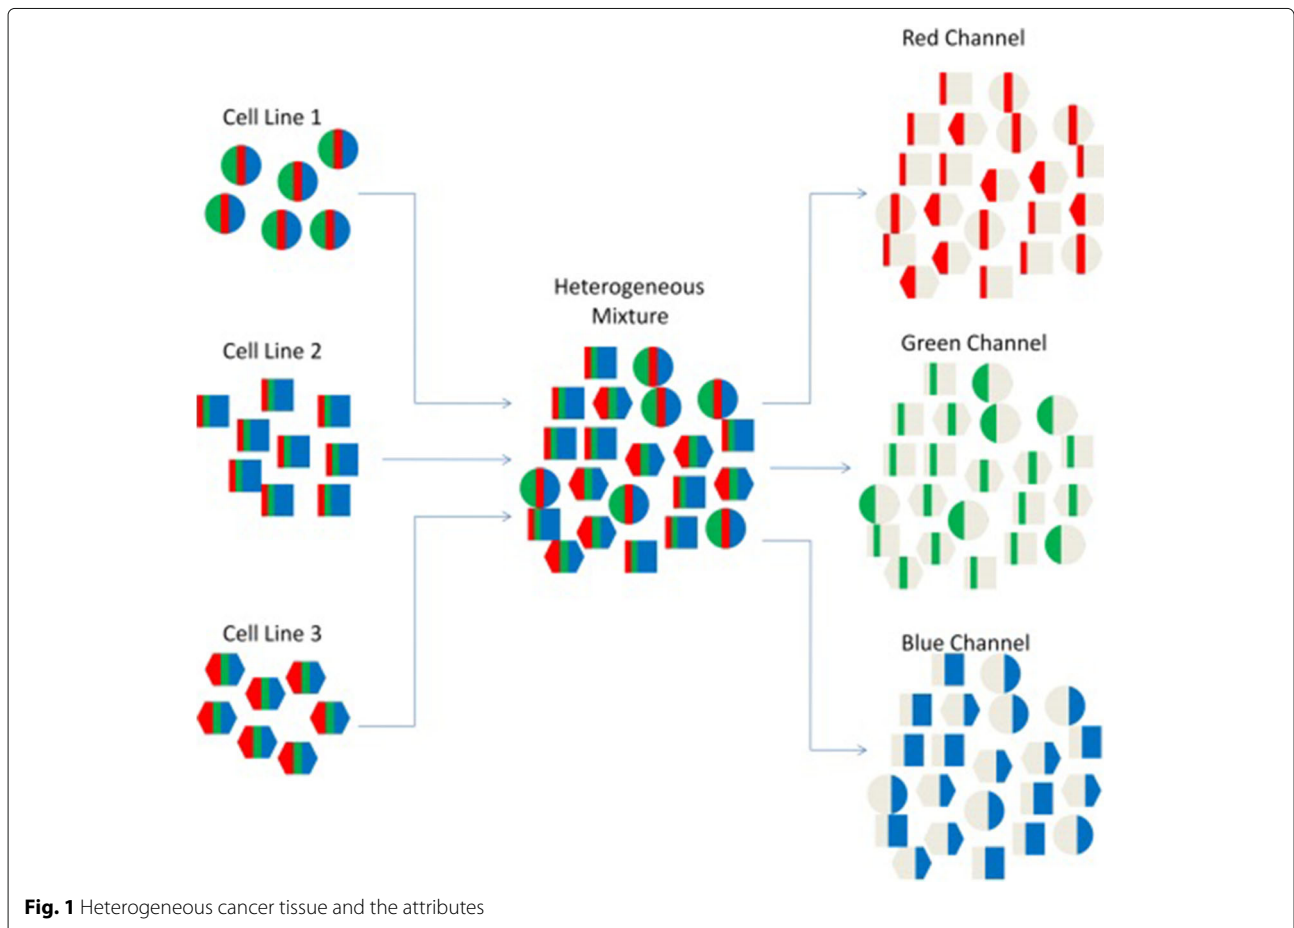 Red Channel
Cell Line 1
Heterogeneous
Mixture
Cell Line 2
Green Channel
Cell Line 3
Blue Channel
Fig. 1 Heterogeneous cancer tissue and the attributes